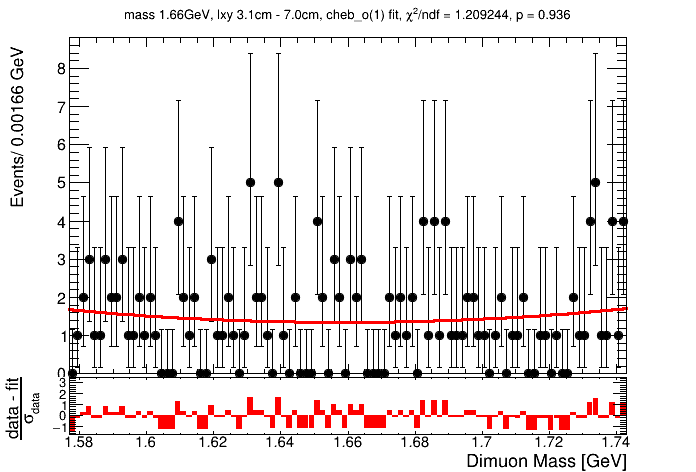 mass 1.66GeV, lxy 3.1cm - 7.0cm, cheb_o(1) fit, χ²/ndf = 1.209244, p = 0.936
Events/ 0.00166 GeV
8
7
6
5
4
3
2
1
0
data - fit
σdata
3
2
1
0
−1
1.58 1.6 1.62 1.64 1.66 1.68 1.7 1.72 1.74
Dimuon Mass [GeV]